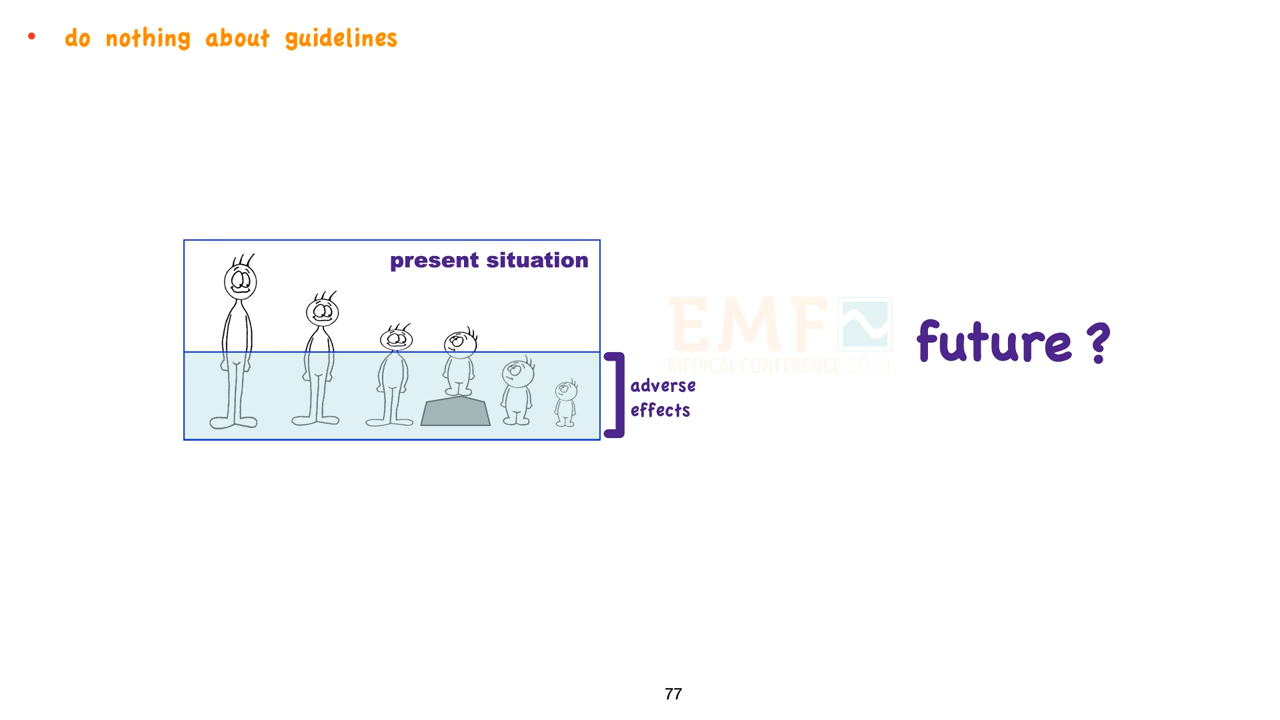 • do nothing about guidelines
present situation
EMF
MEDICAL CONFERENCE 2021
future ?
adverse
effects
77